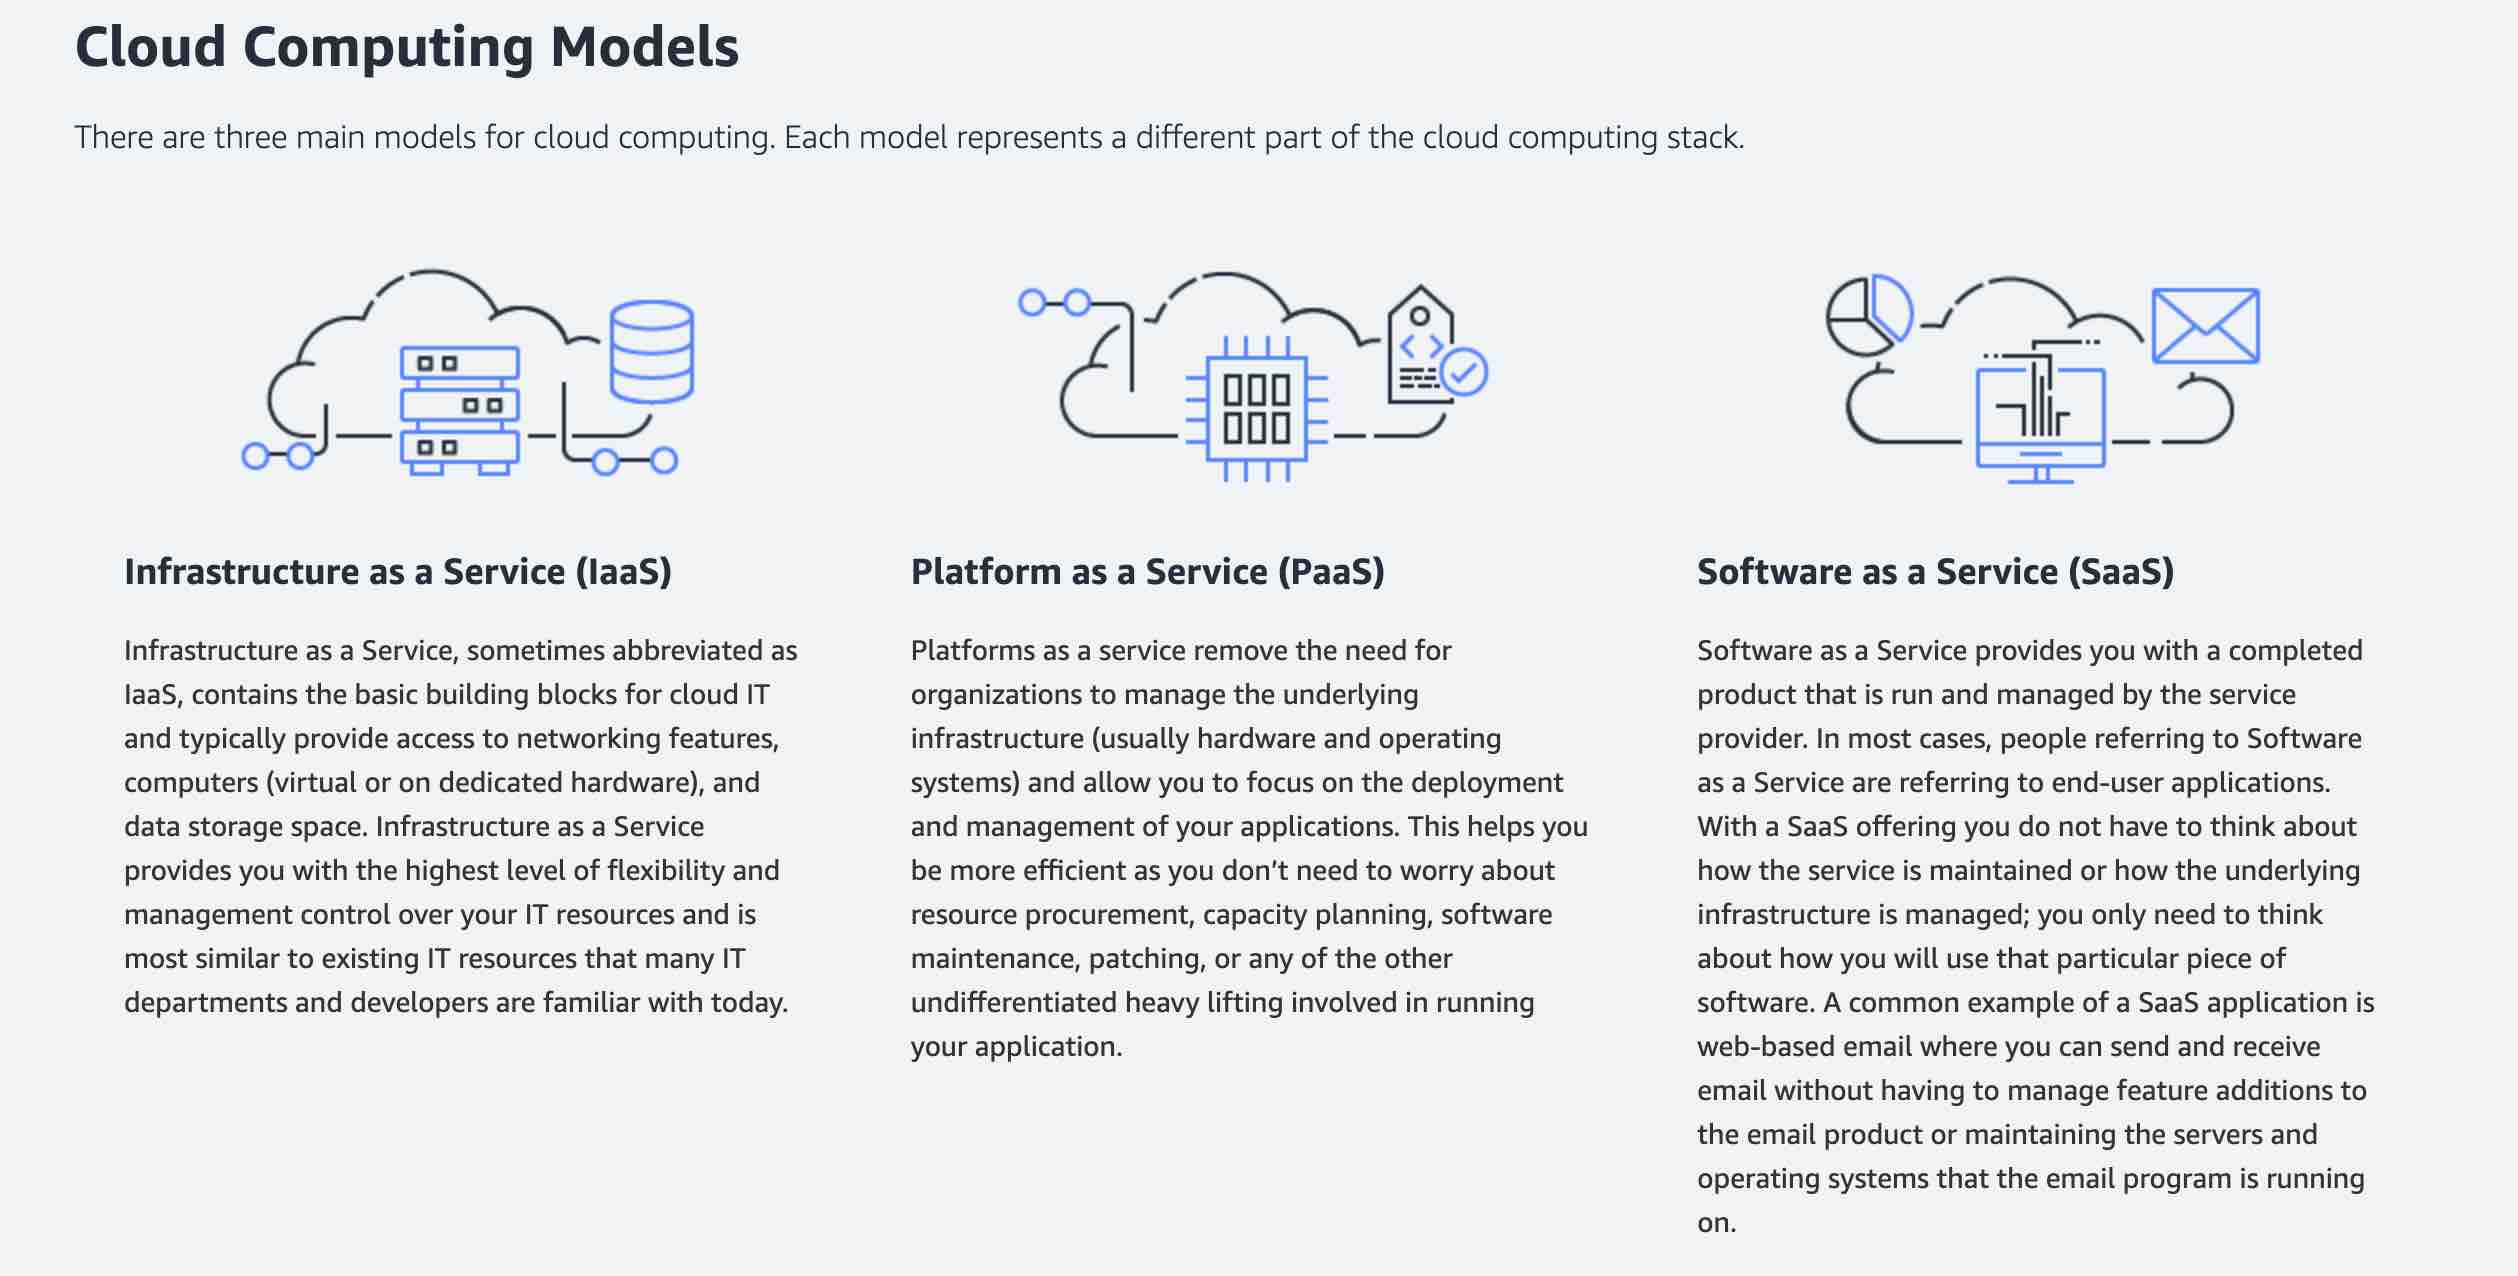 Cloud Computing Models
There are three main models for cloud computing. Each model represents a different part of the cloud computing stack.
Infrastructure as a Service (IaaS)
Infrastructure as a Service, sometimes abbreviated as
IaaS, contains the basic building blocks for cloud IT
and typically provide access to networking features,
computers (virtual or on dedicated hardware), and
data storage space. Infrastructure as a Service
provides you with the highest level of flexibility and
management control over your IT resources and is
most similar to existing IT resources that many IT
departments and developers are familiar with today.
Platform as a Service (PaaS)
Platforms as a service remove the need for
organizations to manage the underlying
infrastructure (usually hardware and operating
systems) and allow you to focus on the deployment
and management of your applications. This helps you
be more efficient as you don’t need to worry about
resource procurement, capacity planning, software
maintenance, patching, or any of the other
undifferentiated heavy lifting involved in running
your application.
Software as a Service (SaaS)
Software as a Service provides you with a completed
product that is run and managed by the service
provider. In most cases, people referring to Software
as a Service are referring to end-user applications.
With a SaaS offering you do not have to think about
how the service is maintained or how the underlying
infrastructure is managed; you only need to think
about how you will use that particular piece of
software. A common example of a SaaS application is
web-based email where you can send and receive
email without having to manage feature additions to
the email product or maintaining the servers and
operating systems that the email program is running
on.